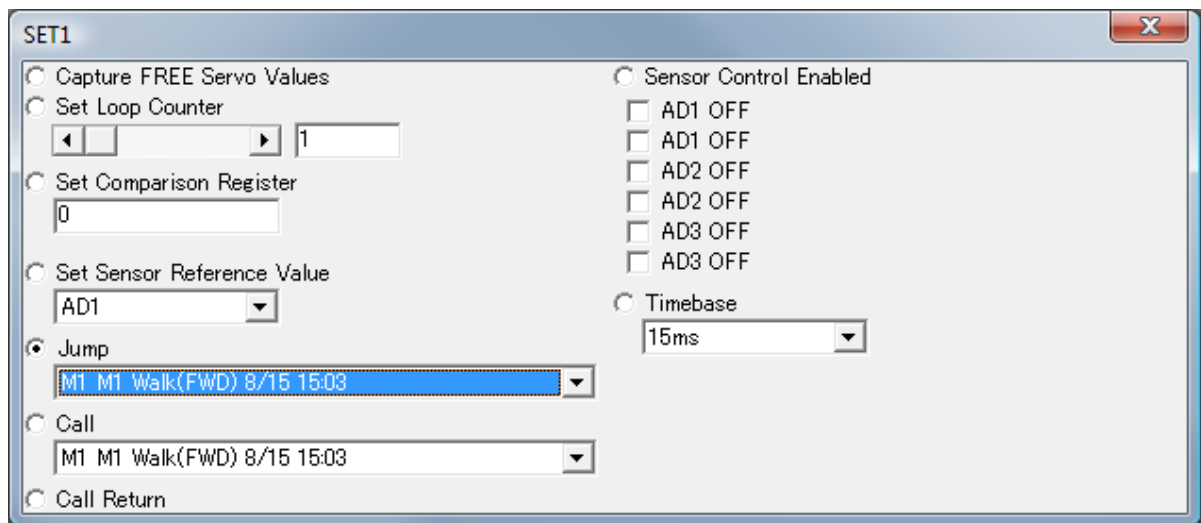 SET1
Capture FREE Servo Values
Set Loop Counter
1
Set Comparison Register
0
Set Sensor Reference Value
AD1
Jump
M1 M1 Walk(FWD) 8/15 15:03
Call
M1 M1 Walk(FWD) 8/15 15:03
Call Return
Sensor Control Enabled
AD1 OFF
AD1 OFF
AD2 OFF
AD2 OFF
AD3 OFF
AD3 OFF
Timebase
15ms